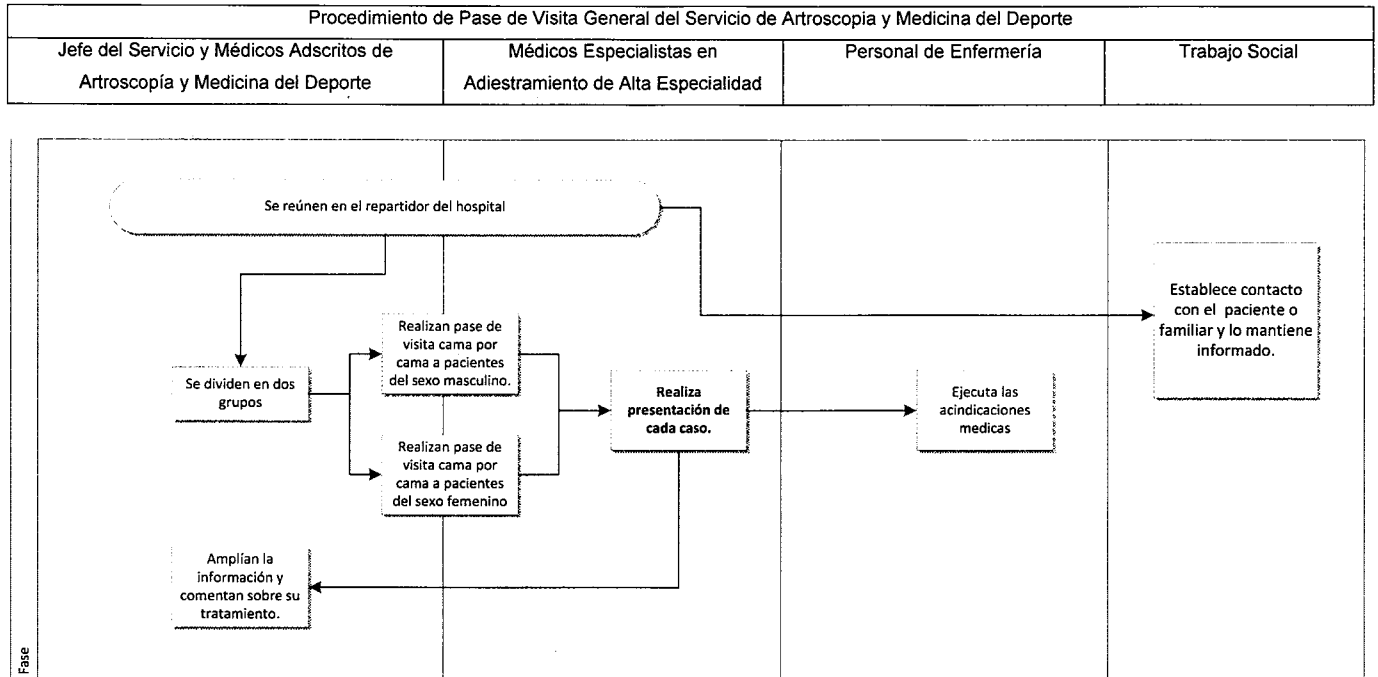 Procedimiento de Pase de Visita General del Servicio de Artroscopia y Medicina del Deporte
Jefe del Servicio y Médicos Adscritos de
Artroscopía y Medicina del Deporte
Médicos Especialistas en
Adiestramiento de Alta Especialidad
Personal de Enfermería
Trabajo Social
Se reúnen en el repartidor del hospital
Establece contacto
con el paciente o
familiar y lo mantiene
informado.
Realizan pase de
visita cama por
cama a pacientes
del sexo masculino.
Se dividen en dos
grupos
Realiza
presentación de
cada caso.
Ejecuta las
acindicaciones
medicas
Realizan pase de
visita cama por
cama a pacientes
del sexo femenino
Amplían la
información y
comentan sobre su
tratamiento.
Fase